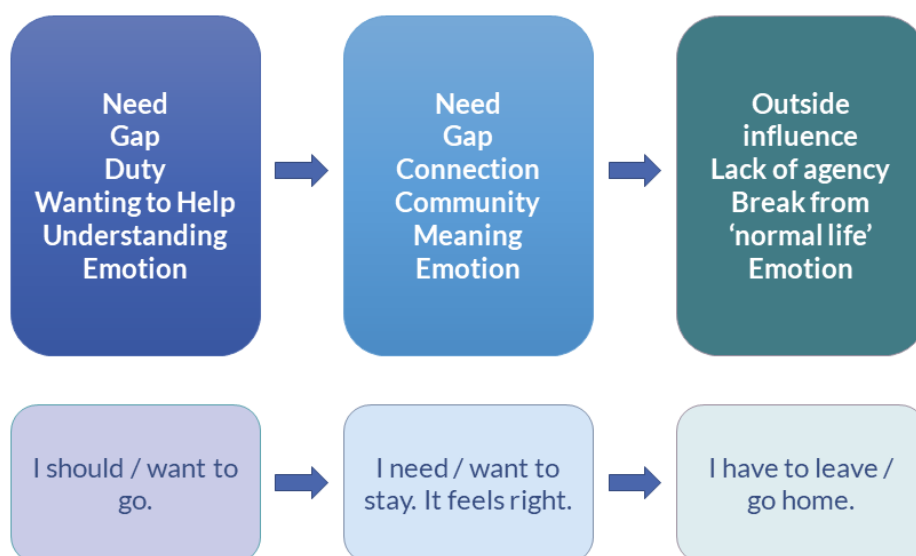 Need
Gap
Duty
Wanting to Help
Understanding
Emotion
Need
Gap
Connection
Community
Meaning
Emotion
Outside
influence
Lack of agency
Break from
‘normal life’
Emotion
I should / want to
go.
I need / want to
stay. It feels right.
I have to leave /
go home.